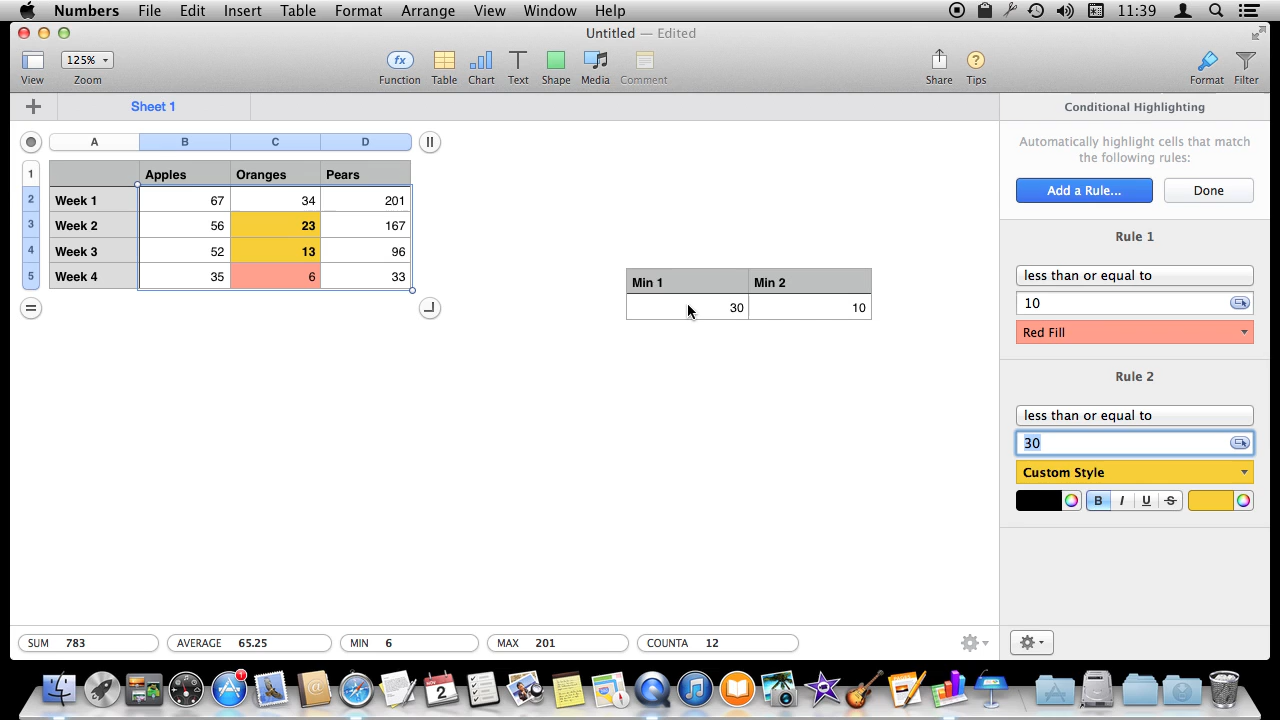 Numbers File Edit Insert Table Format Arrange View Window Help 11:39
Untitled — Edited
125%
View Zoom fx Function Table Chart Text Shape Media Comment Share Tips Format Filter
Sheet 1
Conditional Highlighting
Automatically highlight cells that match
the following rules:
Add a Rule... Done
A B C D
1 Apples Oranges Pears
2 Week 1 67 34 201
3 Week 2 56 23 167
4 Week 3 52 13 96
5 Week 4 35 6 33
Min 1 Min 2
30 10
Rule 1
less than or equal to
10
Red Fill
Rule 2
less than or equal to
30
Custom Style
B I U S
SUM 783 AVERAGE 65.25 MIN 6 MAX 201 COUNTA 12
NOV
2
1